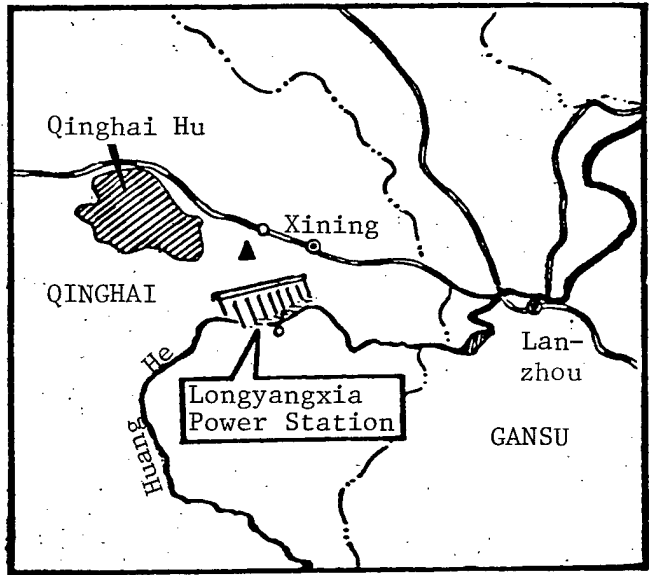 Qinghai Hu
Xining
QINGHAI
Lan-
zhou
Huang He
Longyangxia
Power Station
GANSU